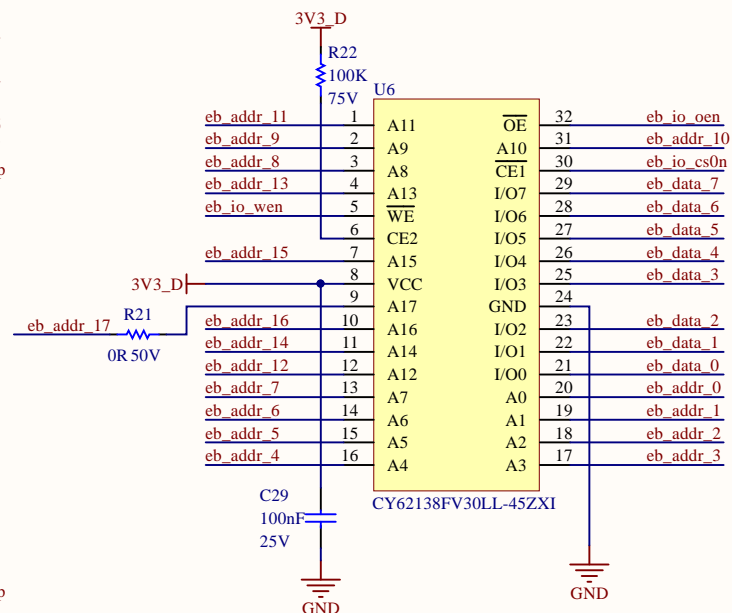 3V3_D
R22
100K
75V
U6
eb_addr_11 1 A11 OE 32 eb_io_oen
eb_addr_9 2 A9 A10 31 eb_addr_10
eb_addr_8 3 A8 CE1 30 eb_io_cs0n
eb_addr_13 4 A13 I/O7 29 eb_data_7
eb_io_wen 5 WE I/O6 28 eb_data_6
6 CE2 I/O5 27 eb_data_5
eb_addr_15 7 A15 I/O4 26 eb_data_4
3V3_D 8 VCC I/O3 25 eb_data_3
9 A17 GND 24
eb_addr_17 R21
0R 50V
eb_addr_16 10 A16 I/O2 23 eb_data_2
eb_addr_14 11 A14 I/O1 22 eb_data_1
eb_addr_12 12 A12 I/O0 21 eb_data_0
eb_addr_7 13 A7 A0 20 eb_addr_0
eb_addr_6 14 A6 A1 19 eb_addr_1
eb_addr_5 15 A5 A2 18 eb_addr_2
eb_addr_4 16 A4 A3 17 eb_addr_3
CY62138FV30LL-45ZXI
C29
100nF
25V
GND
GND